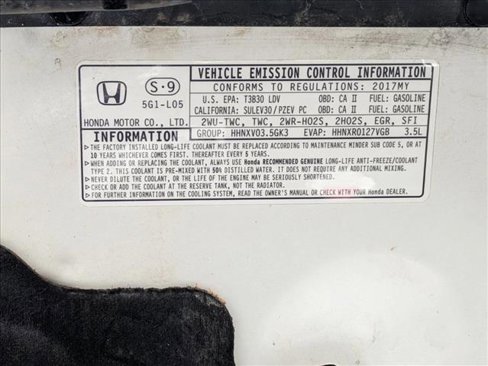 S·9
5G1-L05
HONDA MOTOR CO., LTD.
VEHICLE EMISSION CONTROL INFORMATION
CONFORMS TO REGULATIONS: 2017MY
U.S. EPA: T3B30 LDV OBD: CA II FUEL: GASOLINE
CALIFORNIA: SULEV30/PZEV PC OBD: CA II FUEL: GASOLINE
2WU-TWC, TWC, 2WR-HO2S, 2HO2S, EGR, SFI
GROUP: HHNXV03.5GK3 EVAP: HHNXR0127VGB 3.5L
INFORMATION
▷THE FACTORY INSTALLED LONG-LIFE COOLANT MUST BE REPLACED ACCORDING TO MAINTENANCE MINDER SUB CODE 5, OR AT
10 YEARS WHICHEVER COMES FIRST. THEREAFTER EVERY 5 YEARS.
▷WHEN ADDING OR REPLACING THE COOLANT, ALWAYS USE Honda RECOMMENDED GENUINE LONG-LIFE ANTI-FREEZE/COOLANT
TYPE 2. THIS COOLANT IS PRE-MIXED WITH 50% DISTILLED WATER. IT DOES NOT REQUIRE ANY ADDITIONAL MIXING.
▷NEVER DILUTE THE COOLANT, OR THE LIFE OF THE ENGINE MAY BE SERIOUSLY SHORTENED.
▷CHECK OR ADD THE COOLANT AT THE RESERVE TANK, NOT THE RADIATOR.
▷FOR FURTHER INFORMATION ON THE COOLING SYSTEM, READ THE OWNER'S MANUAL OR CHECK WITH YOUR Honda DEALER.